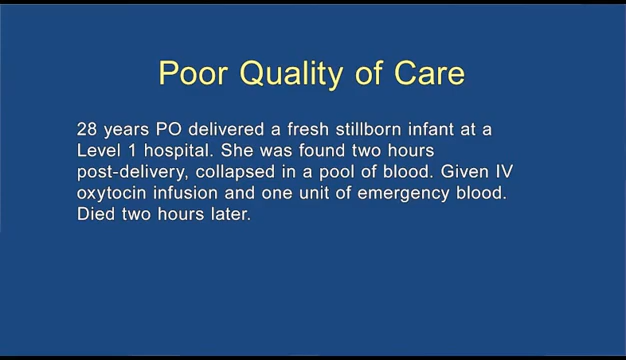 Poor Quality of Care
28 years PO delivered a fresh stillborn infant at a
Level 1 hospital. She was found two hours
post-delivery, collapsed in a pool of blood. Given IV
oxytocin infusion and one unit of emergency blood.
Died two hours later.